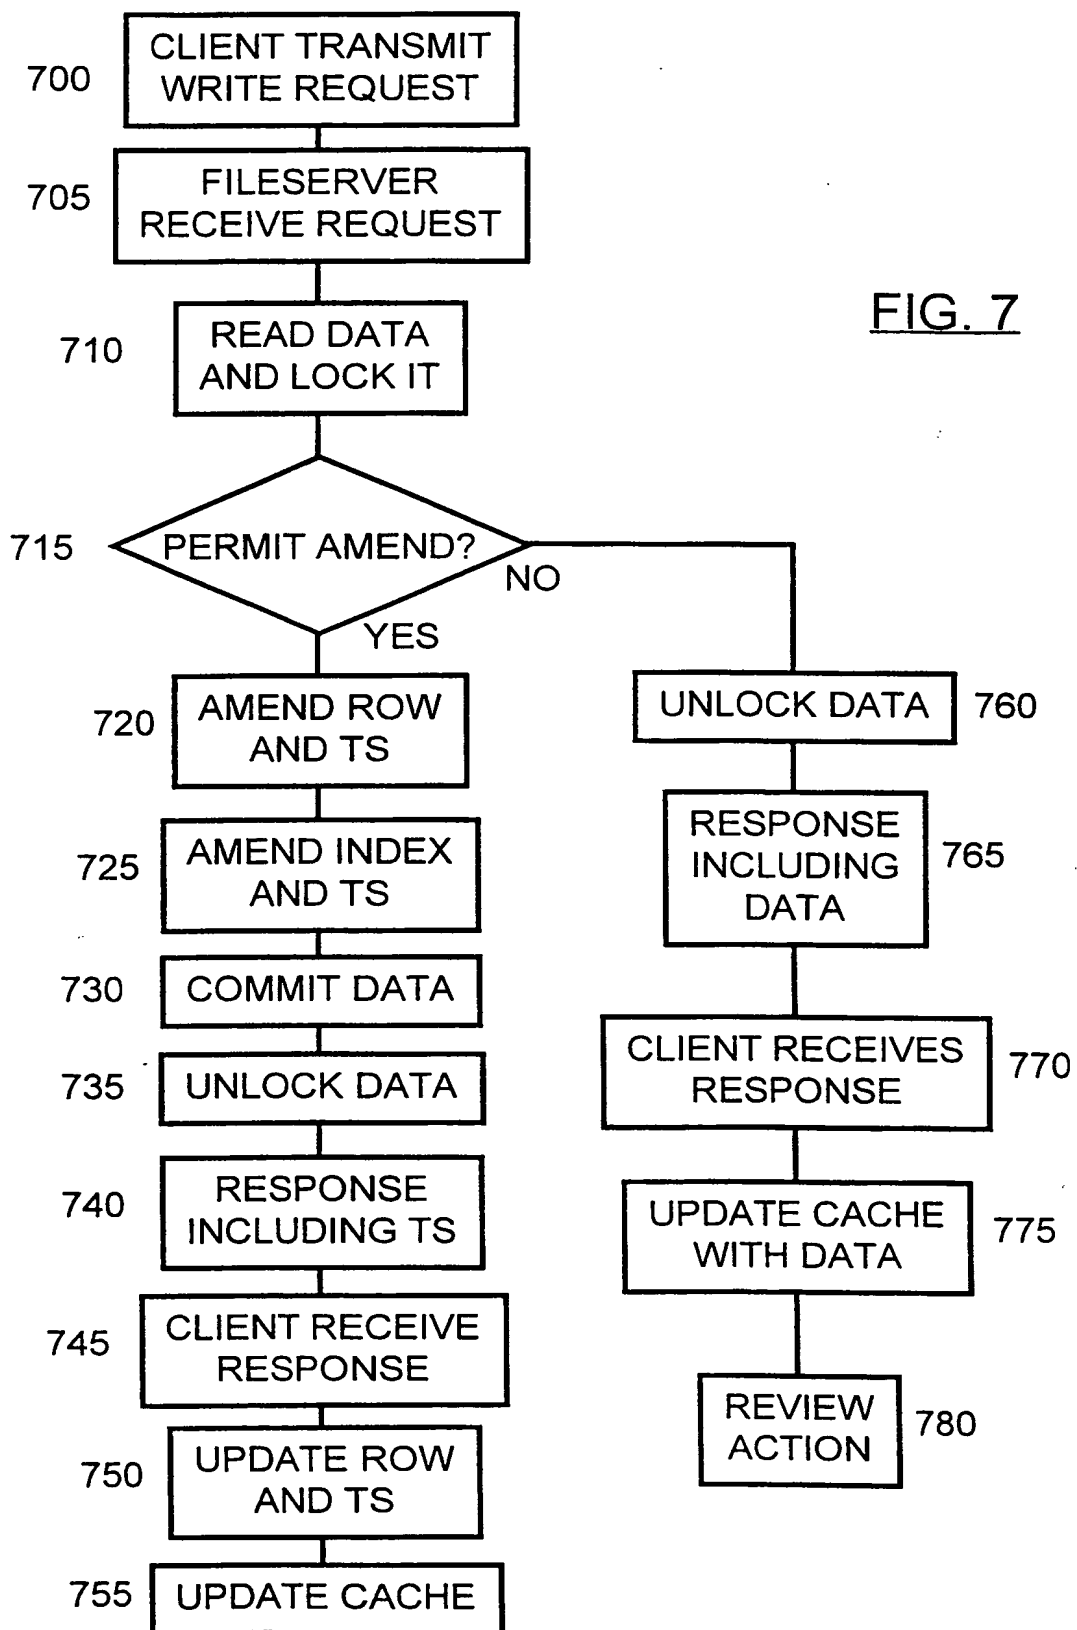 700
CLIENT TRANSMIT
WRITE REQUEST
705
FILESERVER
RECEIVE REQUEST
FIG. 7
710
READ DATA
AND LOCK IT
715
PERMIT AMEND?
NO
YES
720
AMEND ROW
AND TS
725
AMEND INDEX
AND TS
730
COMMIT DATA
735
UNLOCK DATA
740
RESPONSE
INCLUDING TS
745
CLIENT RECEIVE
RESPONSE
750
UPDATE ROW
AND TS
755
UPDATE CACHE
UNLOCK DATA
760
RESPONSE
INCLUDING
DATA
765
CLIENT RECEIVES
RESPONSE
770
UPDATE CACHE
WITH DATA
775
REVIEW
ACTION
780